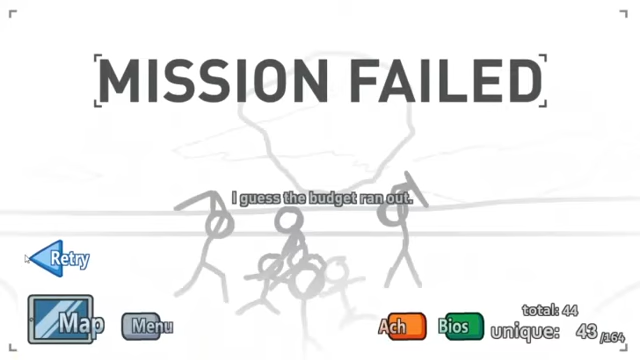 MISSION FAILED
I guess the budget ran out.
Retry
Map
Menu
Ach
Bios
total: 44
unique: 43 /164